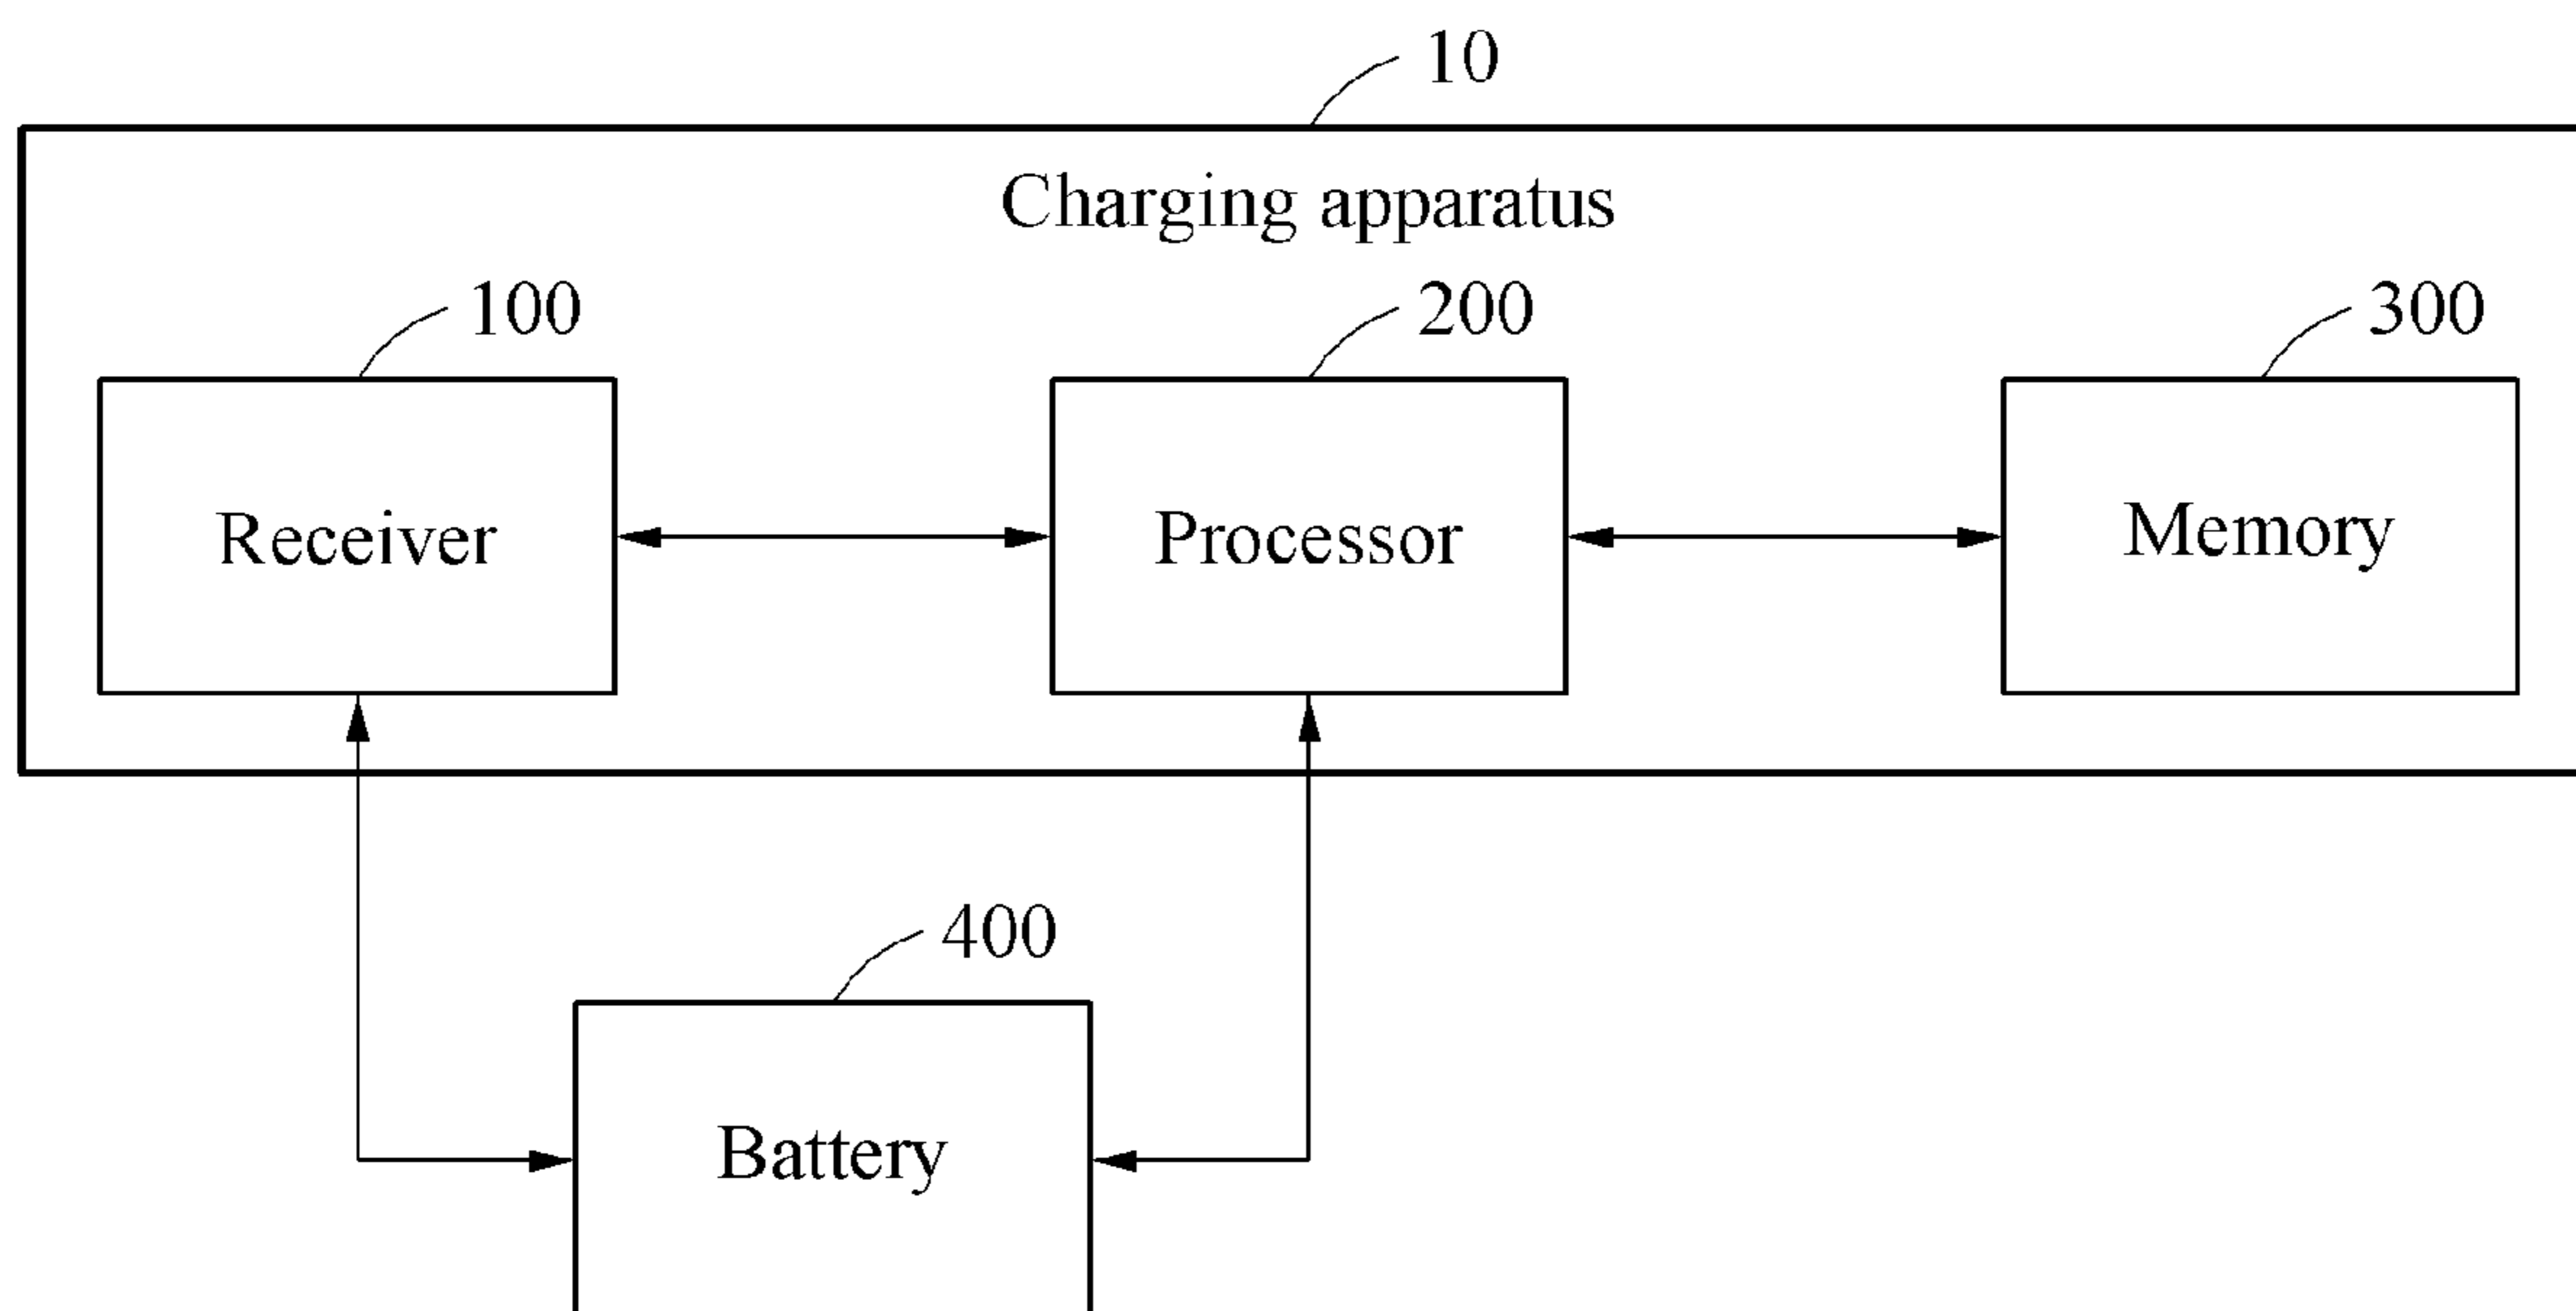 10
Charging apparatus
100
200
300
Receiver
Processor
Memory
400
Battery